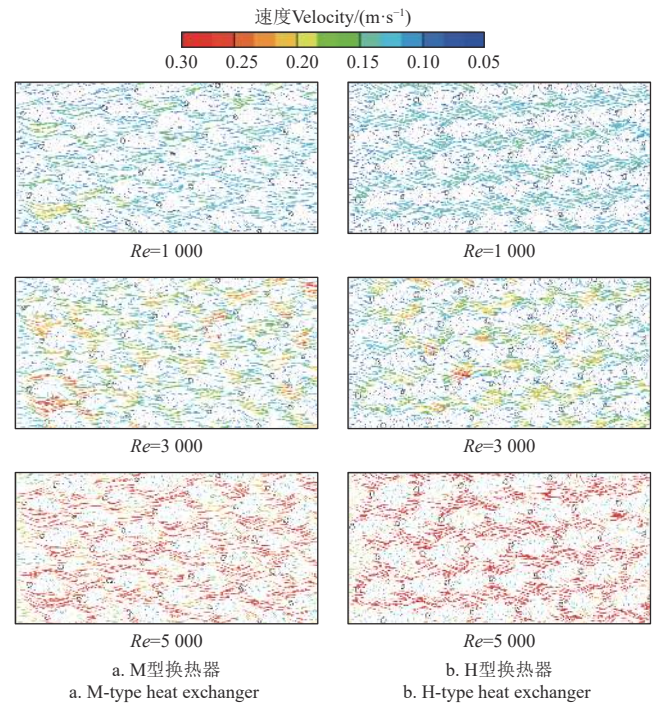 速度Velocity/(m·s⁻¹)
0.30 0.25 0.20 0.15 0.10 0.05
Re=1 000 Re=1 000
Re=3 000 Re=3 000
Re=5 000 Re=5 000
a. M型换热器 b. H型换热器
a. M-type heat exchanger b. H-type heat exchanger